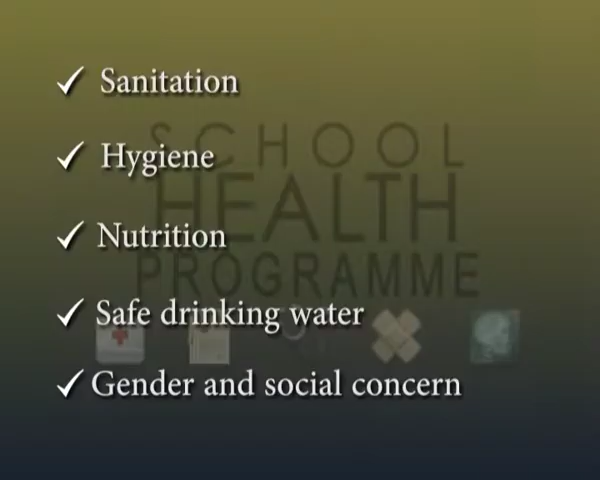 ✓ Sanitation
✓ Hygiene
✓ Nutrition
✓ Safe drinking water
✓ Gender and social concern
SCHOOL
HEALTH
PROGRAMME